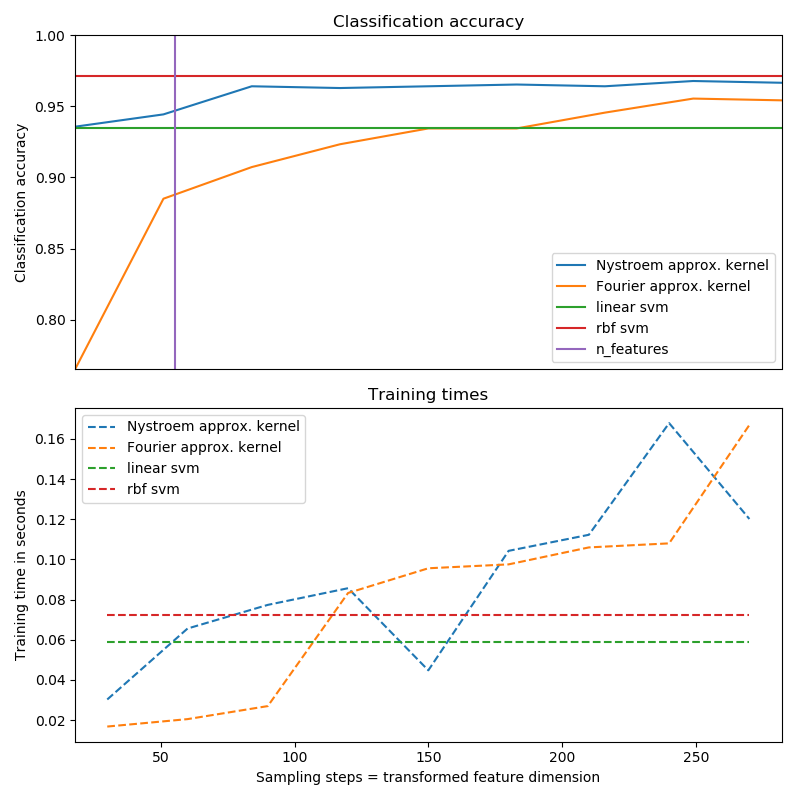 Classification accuracy
1.00
0.95
0.90
0.85
0.80
Classification accuracy
Nystroem approx. kernel
Fourier approx. kernel
linear svm
rbf svm
n_features
Training times
0.16
0.14
0.12
0.10
0.08
0.06
0.04
0.02
Training time in seconds
Nystroem approx. kernel
Fourier approx. kernel
linear svm
rbf svm
50
100
150
200
250
Sampling steps = transformed feature dimension